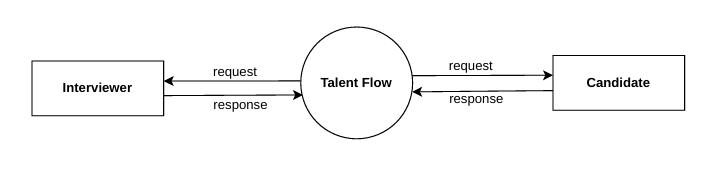 request
request
Interviewer
Talent Flow
Candidate
response
response